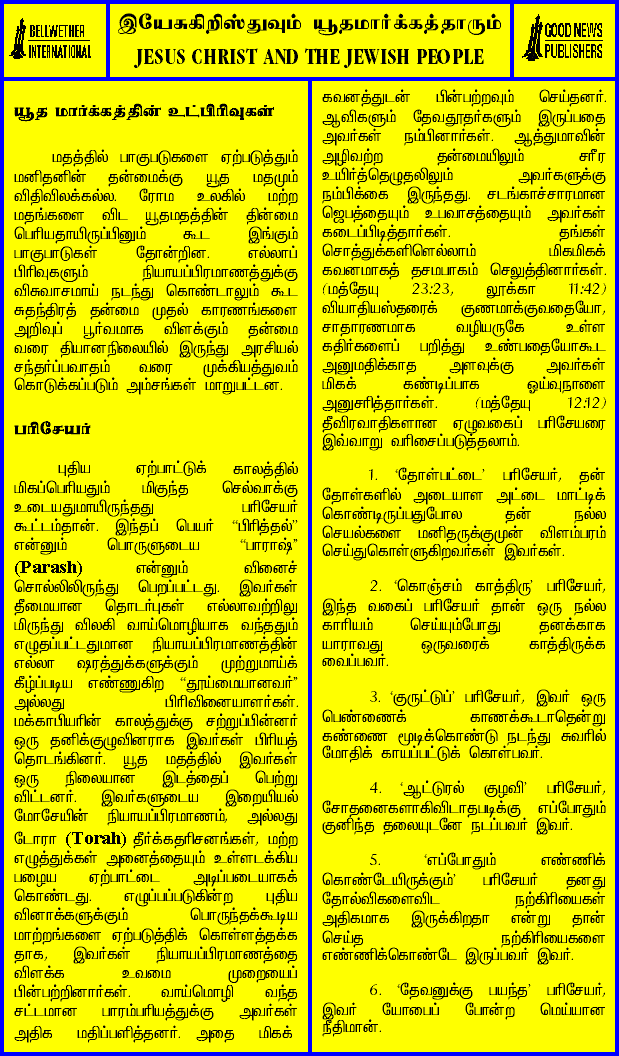 BELLWETHER
INTERNATIONAL
இயேசுகிறிஸ்துவும் யூதமார்க்கத்தாரும்
JESUS CHRIST AND THE JEWISH PEOPLE
GOOD NEWS
PUBLISHERS
யூத மார்க்கத்தின் உட்பிரிவுகள்
மதத்தில் பாகுபடுகளை ஏற்படுத்தும்
மனிதனின் தன்மைக்கு யூத மதமும்
விதிவிலக்கல்ல. ரோம உலகில் மற்ற
மதங்களை விட யூதமதத்தின் தின்மை
பெரியதாயிருப்பினும் கூட இங்கும்
பாகுபாடுகள் தோன்றின. எல்லாப்
பிரிவுகளும் நியாயப்பிரமாணத்துக்கு
விசுவாசமாய் நடந்து கொண்டாலும் கூட
சுதந்திரத் தன்மை முதல் காரணங்களை
அறிவுப் பூர்வமாக விளக்கும் தன்மை
வரை தியானநிலையில் இருந்து அரசியல்
சந்தர்ப்பவாதம் வரை முக்கியத்துவம்
கொடுக்கப்படும் அம்சங்கள் மாறுபட்டன.
பரிசேயர்
புதிய ஏற்பாட்டுக் காலத்தில்
மிகப்பெரியதும் மிகுந்த செல்வாக்கு
உடையதுமாயிருந்தது பரிசேயர்
கூட்டம்தான். இந்தப் பெயர் “பிரித்தல்”
என்னும் பொருளுடைய “பாராஷ்”
(Parash) என்னும் வினைச்
சொல்லிலிருந்து பெறப்பட்டது. இவர்கள்
தீமையான தொடர்புகள் எல்லாவற்றிலு
மிருந்து விலகி வாய்மொழியாக வந்ததும்
எழுதப்பட்டதுமான நியாயப்பிரமாணத்தின்
எல்லா ஷரத்துக்களுக்கும் முற்றுமாய்க்
கீழ்ப்படிய எண்ணுகிற “தூய்மையானவர்”
அல்லது பிரிவினையாளர்கள்.
மக்காபியரின் காலத்துக்கு சற்றுப்பின்னர்
ஒரு தனிக்குழுவினராக இவர்கள் பிரியத்
தொடங்கினர். யூத மதத்தில் இவர்கள்
ஒரு நிலையான இடத்தைப் பெற்று
விட்டனர். இவர்களுடைய இறையியல்
மோசேயின் நியாயப்பிரமாணம், அல்லது
டோரா (Torah) தீர்க்கதரிசனங்கள், மற்ற
எழுத்துக்கள் அனைத்தையும் உள்ளடக்கிய
பழைய ஏற்பாட்டை அடிப்படையாகக்
கொண்டது. எழுப்பப்படுகின்ற புதிய
வினாக்களுக்கும் பொருந்தக்கூடிய
மாற்றங்களை ஏற்படுத்திக் கொள்ளத்தக்க
தாக, இவர்கள் நியாயப்பிரமாணத்தை
விளக்க உவமை முறையைப்
பின்பற்றினார்கள். வாய்மொழி வந்த
சட்டமான பாரம்பரியத்துக்கு அவர்கள்
அதிக மதிப்பளித்தனர். அதை மிகக்
கவனத்துடன் பின்பற்றவும் செய்தனர்.
ஆவிகளும் தேவதூதர்களும் இருப்பதை
அவர்கள் நம்பினார்கள். ஆத்துமாவின்
அழிவற்ற தன்மையிலும் சரீர
உயிர்த்தெழுதலிலும் அவர்களுக்கு
நம்பிக்கை இருந்தது. சடங்காச்சாரமான
ஜெபத்தையும் உபவாசத்தையும் அவர்கள்
கடைப்பிடித்தார்கள். தங்கள்
சொத்துக்களிளெல்லாம் மிகமிகக்
கவனமாகத் தசமபாகம் செலுத்தினார்கள்.
(மத்தேயு 23:23, லூக்கா 11:42)
வியாதியஸ்தரைக் குணமாக்குவதையோ,
சாதாரணமாக வழியருகே உள்ள
கதிர்களைப் பறித்து உண்பதையோகூட
அனுமதிக்காத அளவுக்கு அவர்கள்
மிகக் கண்டிப்பாக ஓய்வுநாளை
அனுசரித்தார்கள். (மத்தேயு 12:12)
தீவிரவாதிகளான ஏழுவகைப் பரிசேயரை
இவ்வாறு வரிசைப்படுத்தலாம்.
1. ‘தோள்பட்டை’ பரிசேயர், தன்
தோள்களில் அடையாள அட்டை மாட்டிக்
கொண்டிருப்பதுபோல தன் நல்ல
செயல்களை மனிதருக்குமுன் விளம்பரம்
செய்துகொள்ளுகிறவர்கள் இவர்கள்.
2. ‘கொஞ்சம் காத்திரு’ பரிசேயர்,
இந்த வகைப் பரிசேயர் தான் ஒரு நல்ல
காரியம் செய்யும்போது தனக்காக
யாராவது ஒருவரைக் காத்திருக்க
வைப்பவர்.
3. ‘குருட்டுப்’ பரிசேயர், இவர் ஒரு
பெண்ணைக் காணக்கூடாதென்று
கண்ணை மூடிக்கொண்டு நடந்து சுவரில்
மோதிக் காயப்பட்டுக் கொள்பவர்.
4. ‘ஆட்டுரல் குழவி’ பரிசேயர்,
சோதனைகளாகிவிடாதபடிக்கு எப்போதும்
குனிந்த தலையுடனே நடப்பவர் இவர்.
5. ‘எப்போதும் எண்ணிக்
கொண்டேயிருக்கும்’ பரிசேயர் தனது
தோல்விகளைவிட நற்கிரியைகள்
அதிகமாக இருக்கிறதா என்று தான்
செய்த நற்கிரியைகளை
எண்ணிக்கொண்டே இருப்பவர் இவர்.
6. ‘தேவனுக்கு பயந்த’ பரிசேயர்,
இவர் யோபைப் போன்ற மெய்யான
நீதிமான்.